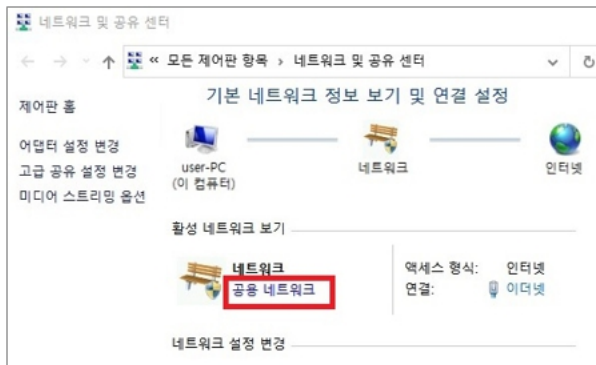 네트워크 및 공유 센터
« 모든 제어판 항목 › 네트워크 및 공유 센터
제어판 홈
어댑터 설정 변경
고급 공유 설정 변경
미디어 스트리밍 옵션
기본 네트워크 정보 보기 및 연결 설정
user-PC
(이 컴퓨터)
네트워크
인터넷
활성 네트워크 보기
네트워크
공용 네트워크
액세스 형식: 인터넷
연결: 이더넷
네트워크 설정 변경